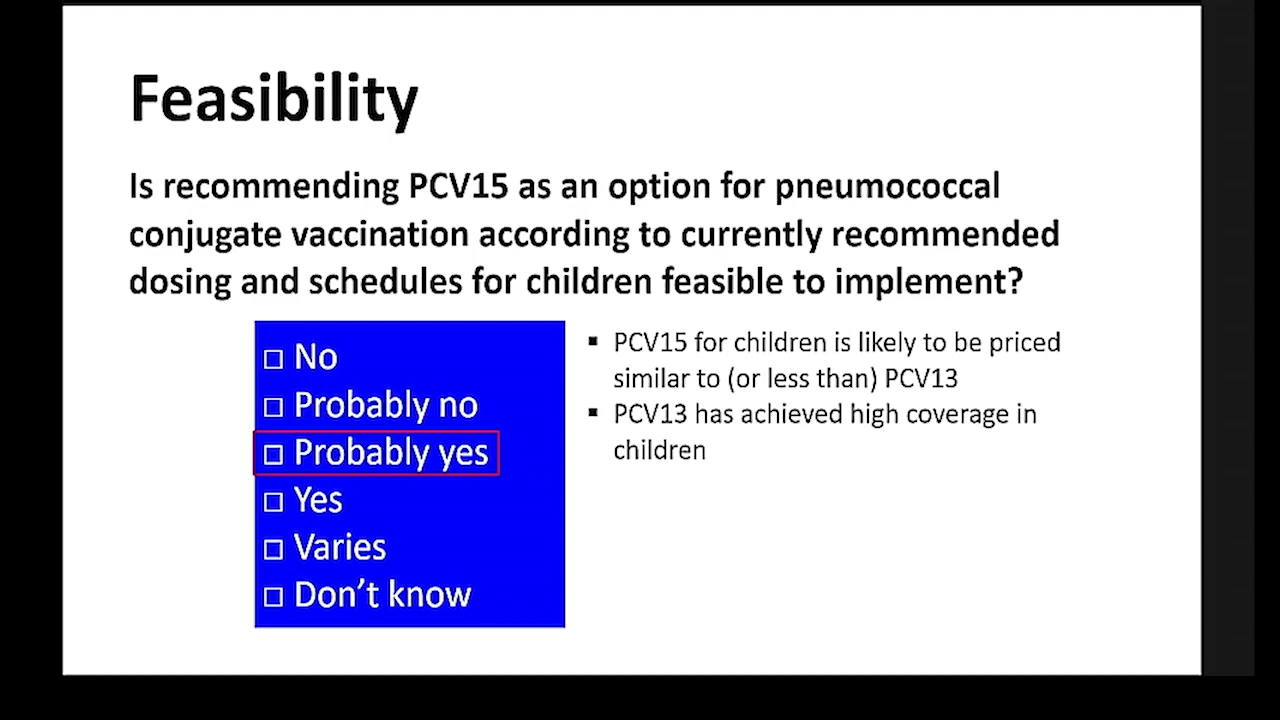 Feasibility
Is recommending PCV15 as an option for pneumococcal
conjugate vaccination according to currently recommended
dosing and schedules for children feasible to implement?
□ No
□ Probably no
□ Probably yes
□ Yes
□ Varies
□ Don't know
▪ PCV15 for children is likely to be priced
similar to (or less than) PCV13
▪ PCV13 has achieved high coverage in
children